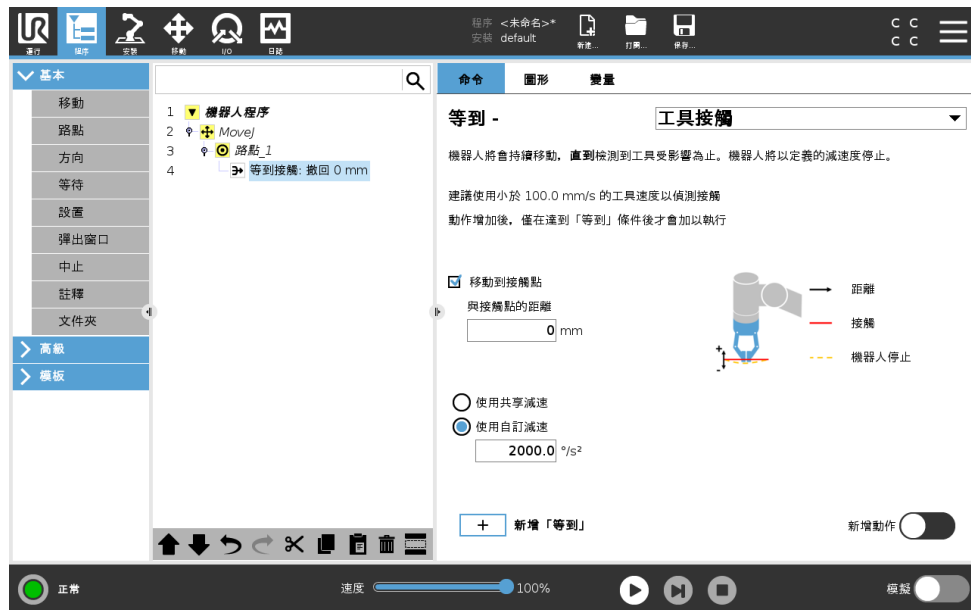 UR
運行
程序
安裝
移動
I/O
日誌
程序 <未命名>*
安裝 default
新建...
打開...
保存...
C C
C C
基本
移動
路點
方向
等待
設置
彈出窗口
中止
註釋
文件夾
高級
模板
1 機器人程序
2 MoveJ
3 路點_1
4 等到接觸: 撤回 0 mm
命令 圖形 變量
等到 - 工具接觸
機器人將會持續移動，直到檢測到工具受影響為止。機器人將以定義的減速度停止。
建議使用小於 100.0 mm/s 的工具速度以偵測接觸
動作增加後，僅在達到「等到」條件後才會加以執行
移動到接觸點
與接觸點的距離
0 mm
距離
接觸
機器人停止
+
-
使用共享減速
使用自訂減速
2000.0 °/s²
+ 新增「等到」
新增動作
正常
速度 100%
模擬